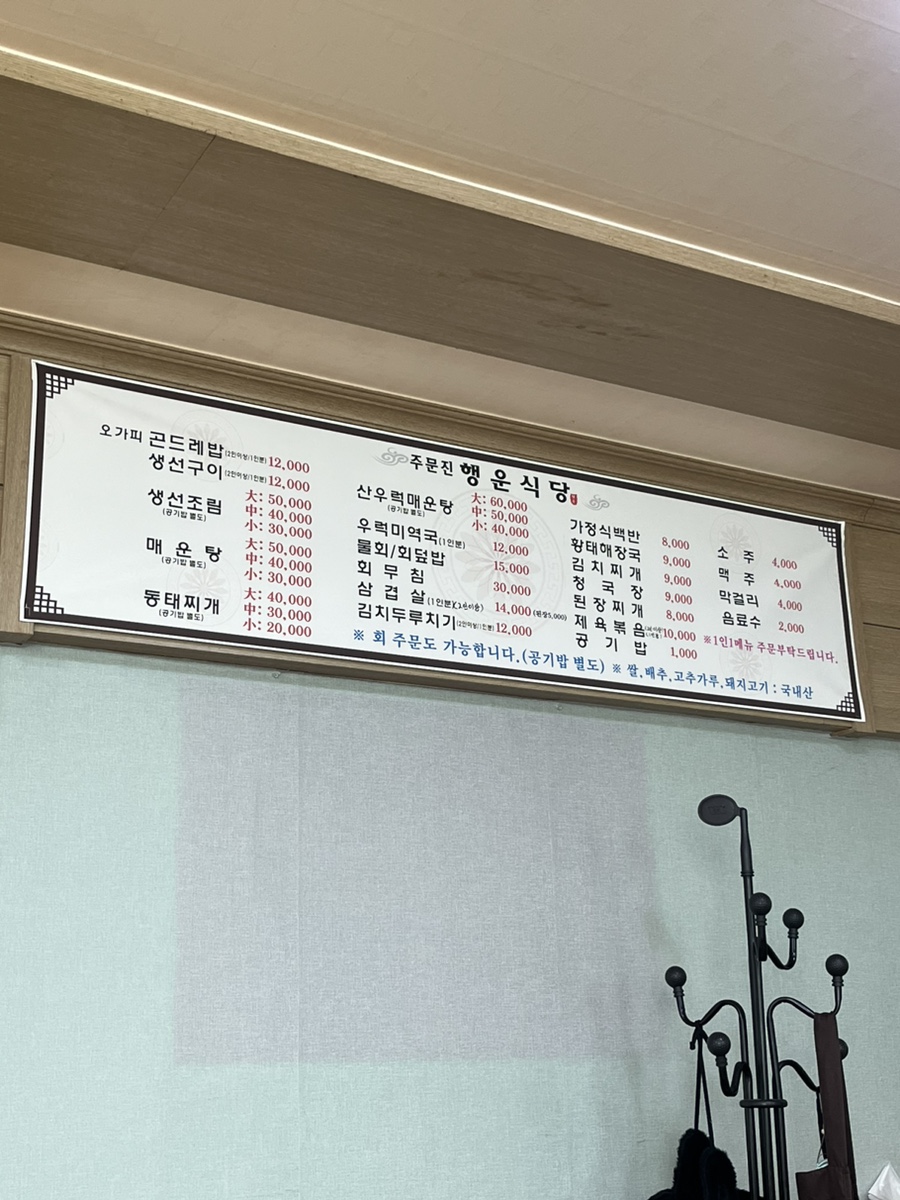 주문진 행운식당
오가피 곤드레밥(2인이상/1인분) 12,000
생선구이(2인이상/1인분) 12,000
생선조림 大: 50,000
(공기밥 별도) 中: 40,000
小: 30,000
매운탕 大: 50,000
(공기밥 별도) 中: 40,000
小: 30,000
동태찌개 大: 40,000
(공기밥 별도) 中: 30,000
小: 20,000
산우럭매운탕 大: 60,000
(공기밥 별도) 中: 50,000
小: 40,000
우럭미역국(1인분) 12,000
물회/회덮밥 15,000
회무침 30,000
삼겹살(1인분) 14,000 (된장5,000)
김치두루치기(2인이상/1인분) 12,000
가정식백반 8,000
황태해장국 9,000
김치찌개 9,000
청국장 9,000
된장찌개 8,000
제육볶음 10,000
공기밥 1,000
소주 4,000
맥주 4,000
막걸리 4,000
음료수 2,000
※1인1메뉴 주문부탁드립니다.
※ 회 주문도 가능합니다.(공기밥 별도) ※ 쌀,배추,고추가루,돼지고기 : 국내산